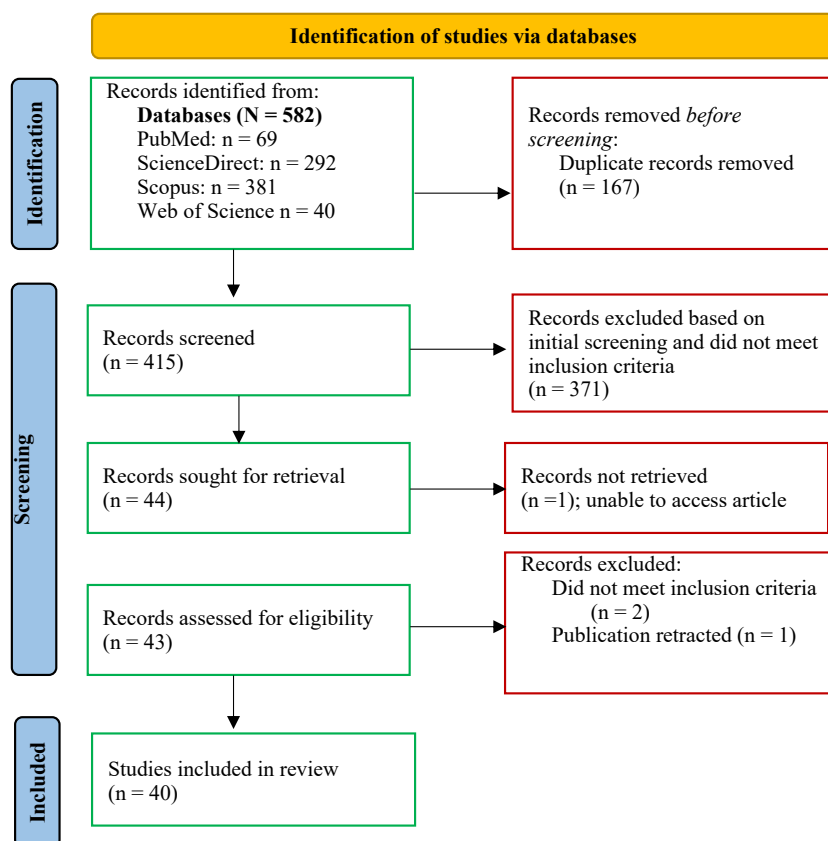 Identification of studies via databases
Identification
Records identified from:
Databases (N = 582)
PubMed: n = 69
ScienceDirect: n = 292
Scopus: n = 381
Web of Science n = 40
Records removed before
screening:
Duplicate records removed
(n = 167)
Screening
Records screened
(n = 415)
Records excluded based on
initial screening and did not meet
inclusion criteria
(n = 371)
Records sought for retrieval
(n = 44)
Records not retrieved
(n =1); unable to access article
Records assessed for eligibility
(n = 43)
Records excluded:
Did not meet inclusion criteria
(n = 2)
Publication retracted (n = 1)
Included
Studies included in review
(n = 40)